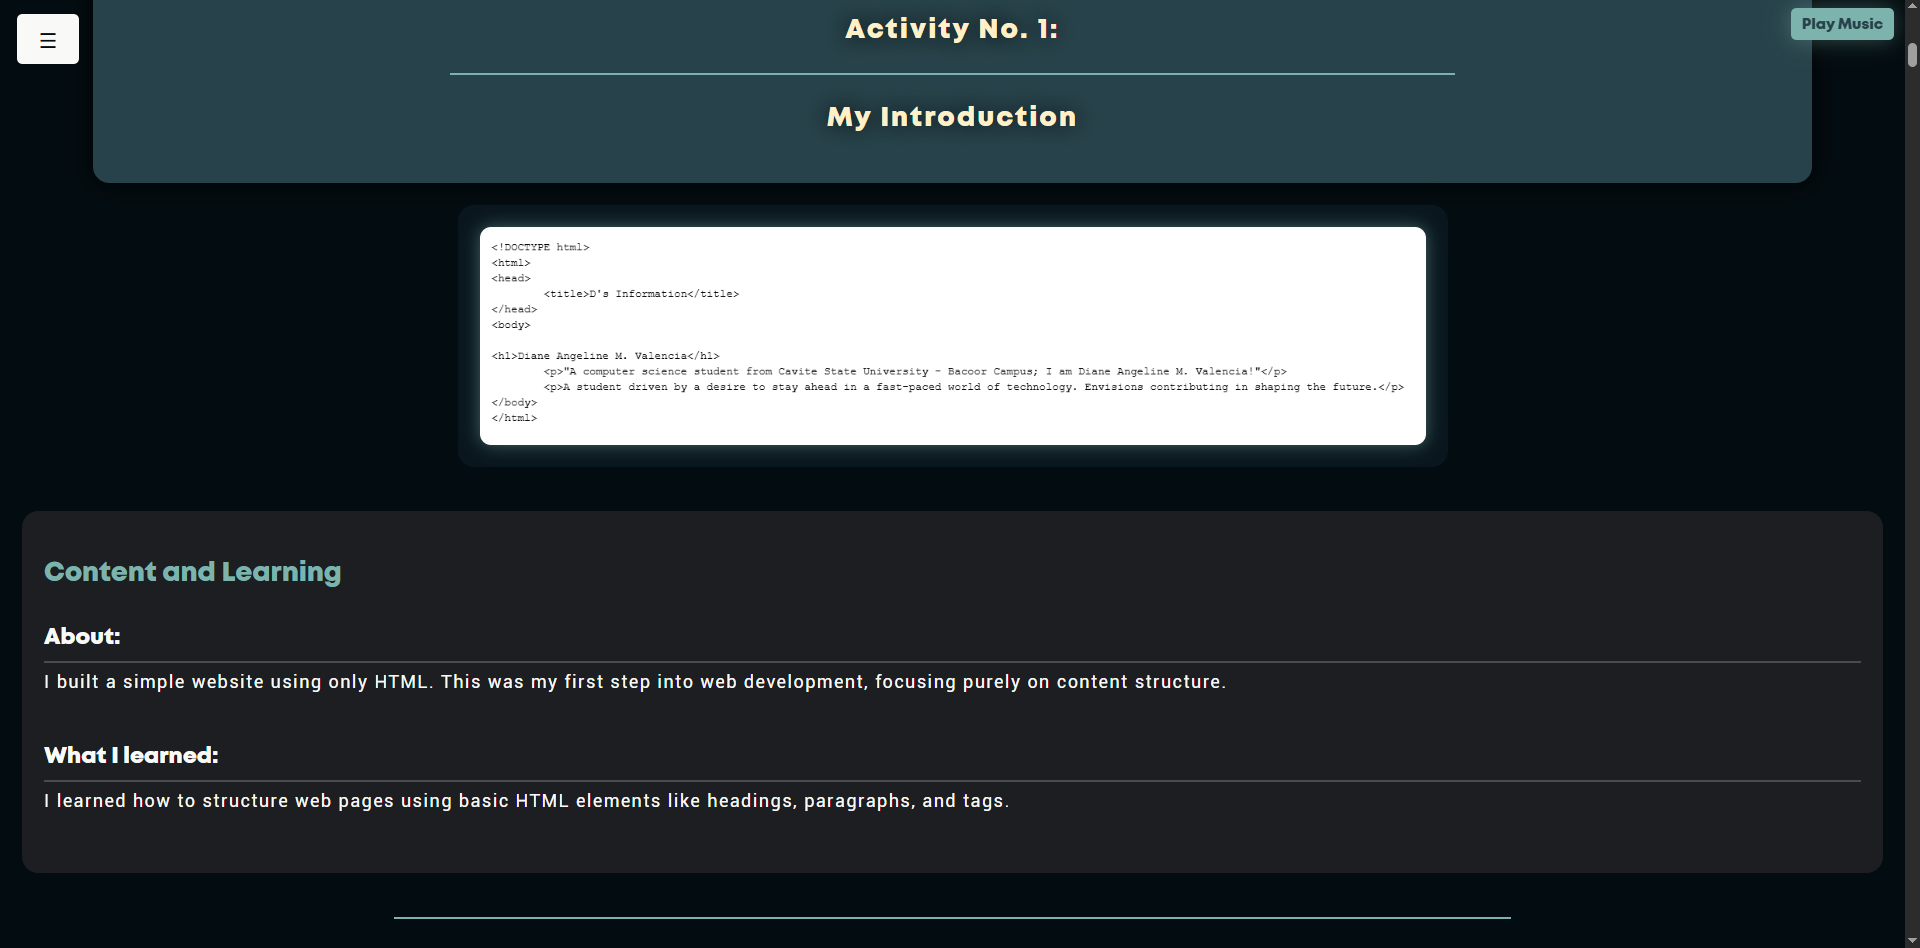 ☰
Play Music
Activity No. 1:
My Introduction
<!DOCTYPE html>
<html>
<head>
<title>D's Information</title>
</head>
<body>
<h1>Diane Angeline M. Valencia</h1>
<p>"A computer science student from Cavite State University - Bacoor Campus; I am Diane Angeline M. Valencia!"</p>
<p>A student driven by a desire to stay ahead in a fast-paced world of technology. Envisions contributing in shaping the future.</p>
</body>
</html>
Content and Learning
About:
I built a simple website using only HTML. This was my first step into web development, focusing purely on content structure.
What I learned:
I learned how to structure web pages using basic HTML elements like headings, paragraphs, and tags.